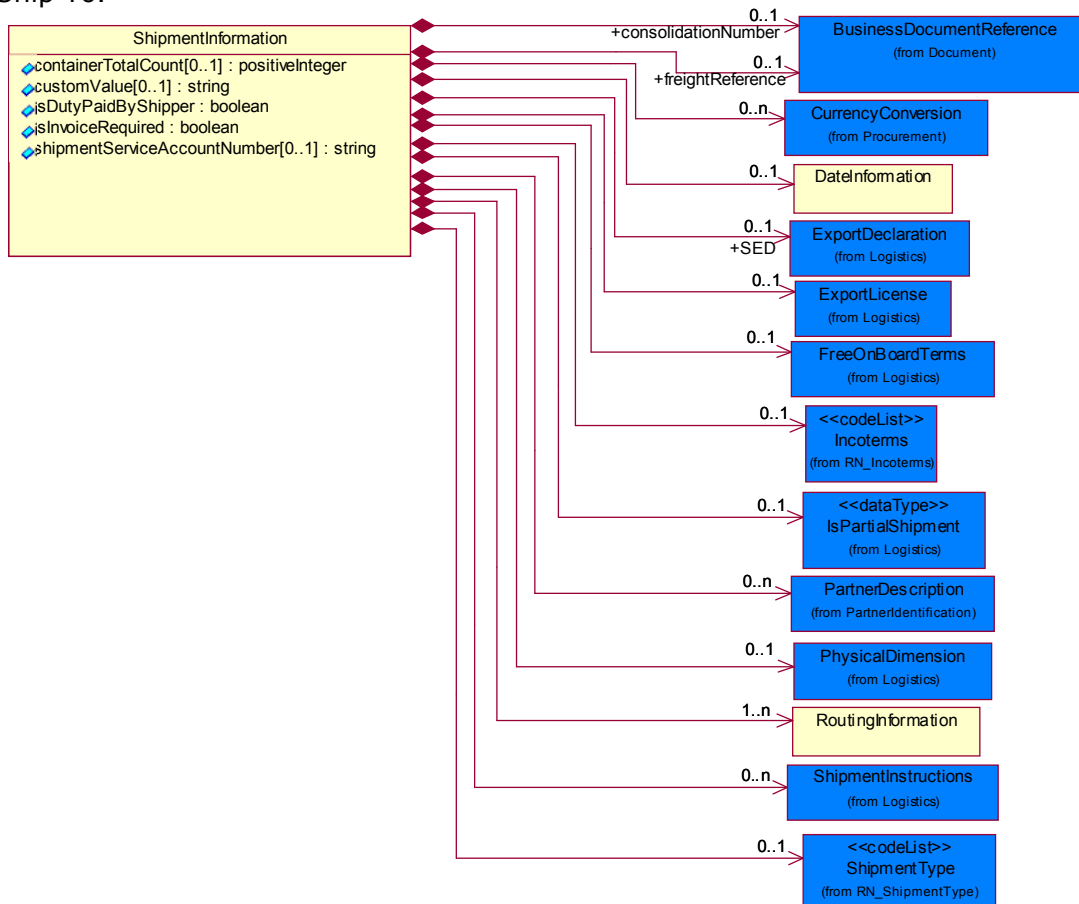 Ship To.
ShipmentInformation
containerTotalCount[0..1] : positiveInteger
customValue[0..1] : string
isDutyPaidByShipper : boolean
isInvoiceRequired : boolean
shipmentServiceAccountNumber[0..1] : string
0..1
+consolidationNumber
BusinessDocumentReference
(from Document)
0..1
+freightReference
0..n
CurrencyConversion
(from Procurement)
0..1
DateInformation
0..1
+SED
ExportDeclaration
(from Logistics)
0..1
ExportLicense
(from Logistics)
0..1
FreeOnBoardTerms
(from Logistics)
0..1
<<codeList>>
Incoterms
(from RN_Incoterms)
0..1
<<dataType>>
IsPartialShipment
(from Logistics)
0..n
PartnerDescription
(from PartnerIdentification)
0..1
PhysicalDimension
(from Logistics)
1..n
RoutingInformation
0..n
ShipmentInstructions
(from Logistics)
0..1
<<codeList>>
ShipmentType
(from RN_ShipmentType)